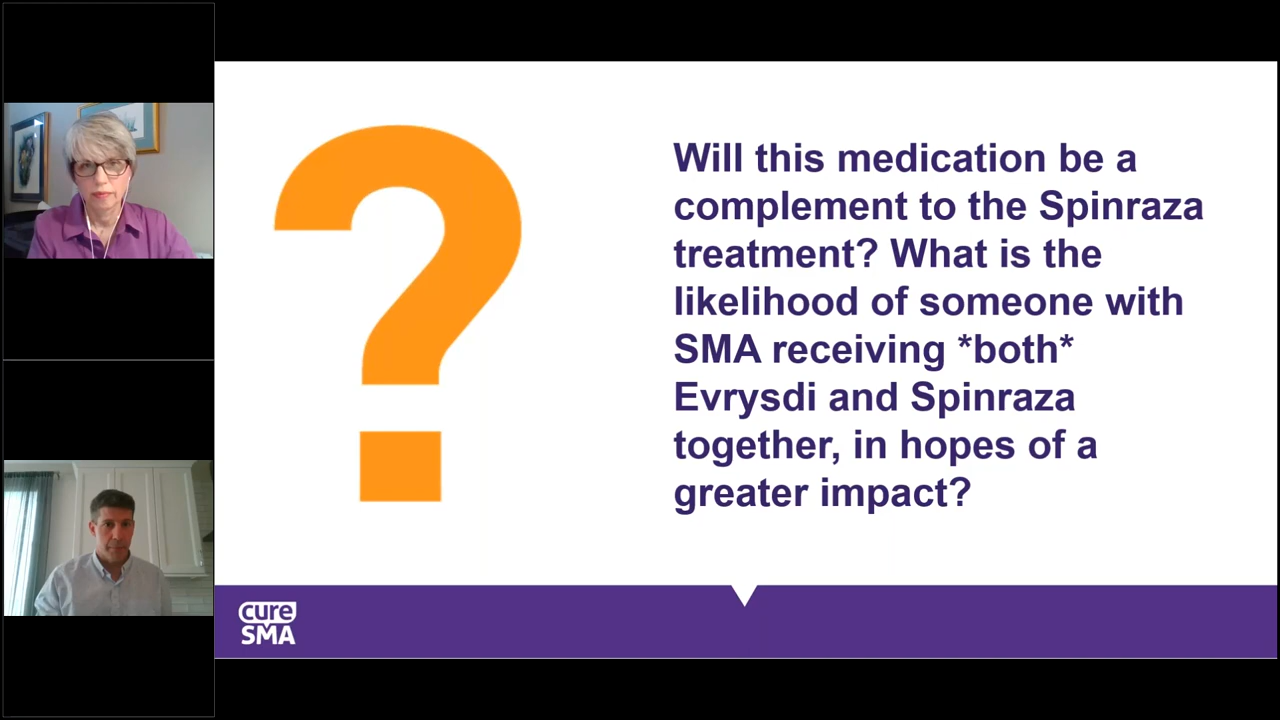 ?
Will this medication be a
complement to the Spinraza
treatment? What is the
likelihood of someone with
SMA receiving *both*
Evrysdi and Spinraza
together, in hopes of a
greater impact?
cure
SMA